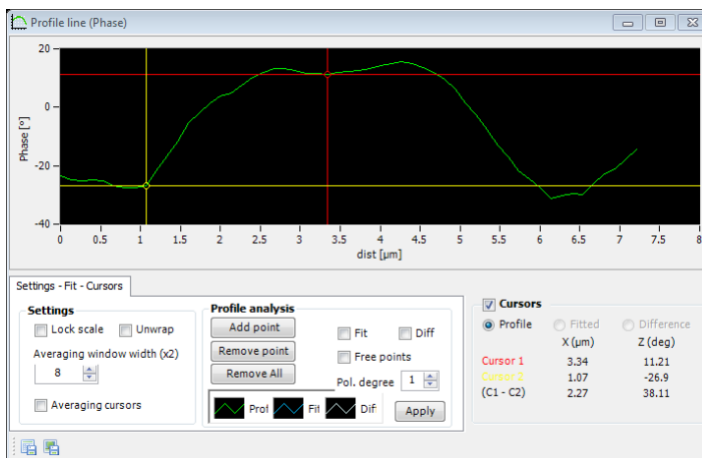 Profile line (Phase)
20
0
-20
-40
Phase [°]
0 0.5 1 1.5 2 2.5 3 3.5 4 4.5 5 5.5 6 6.5 7 7.5 8
dist [µm]
Settings - Fit - Cursors
Settings
Lock scale Unwrap
Averaging window width (x2)
8
Averaging cursors
Profile analysis
Add point
Remove point
Remove All
Fit Diff
Free points
Pol. degree 1
Prof Fit Dif
Apply
Cursors
Profile Fitted Difference
X (µm) Z (deg)
Cursor 1 3.34 11.21
Cursor 2 1.07 -26.9
(C1 - C2) 2.27 38.11